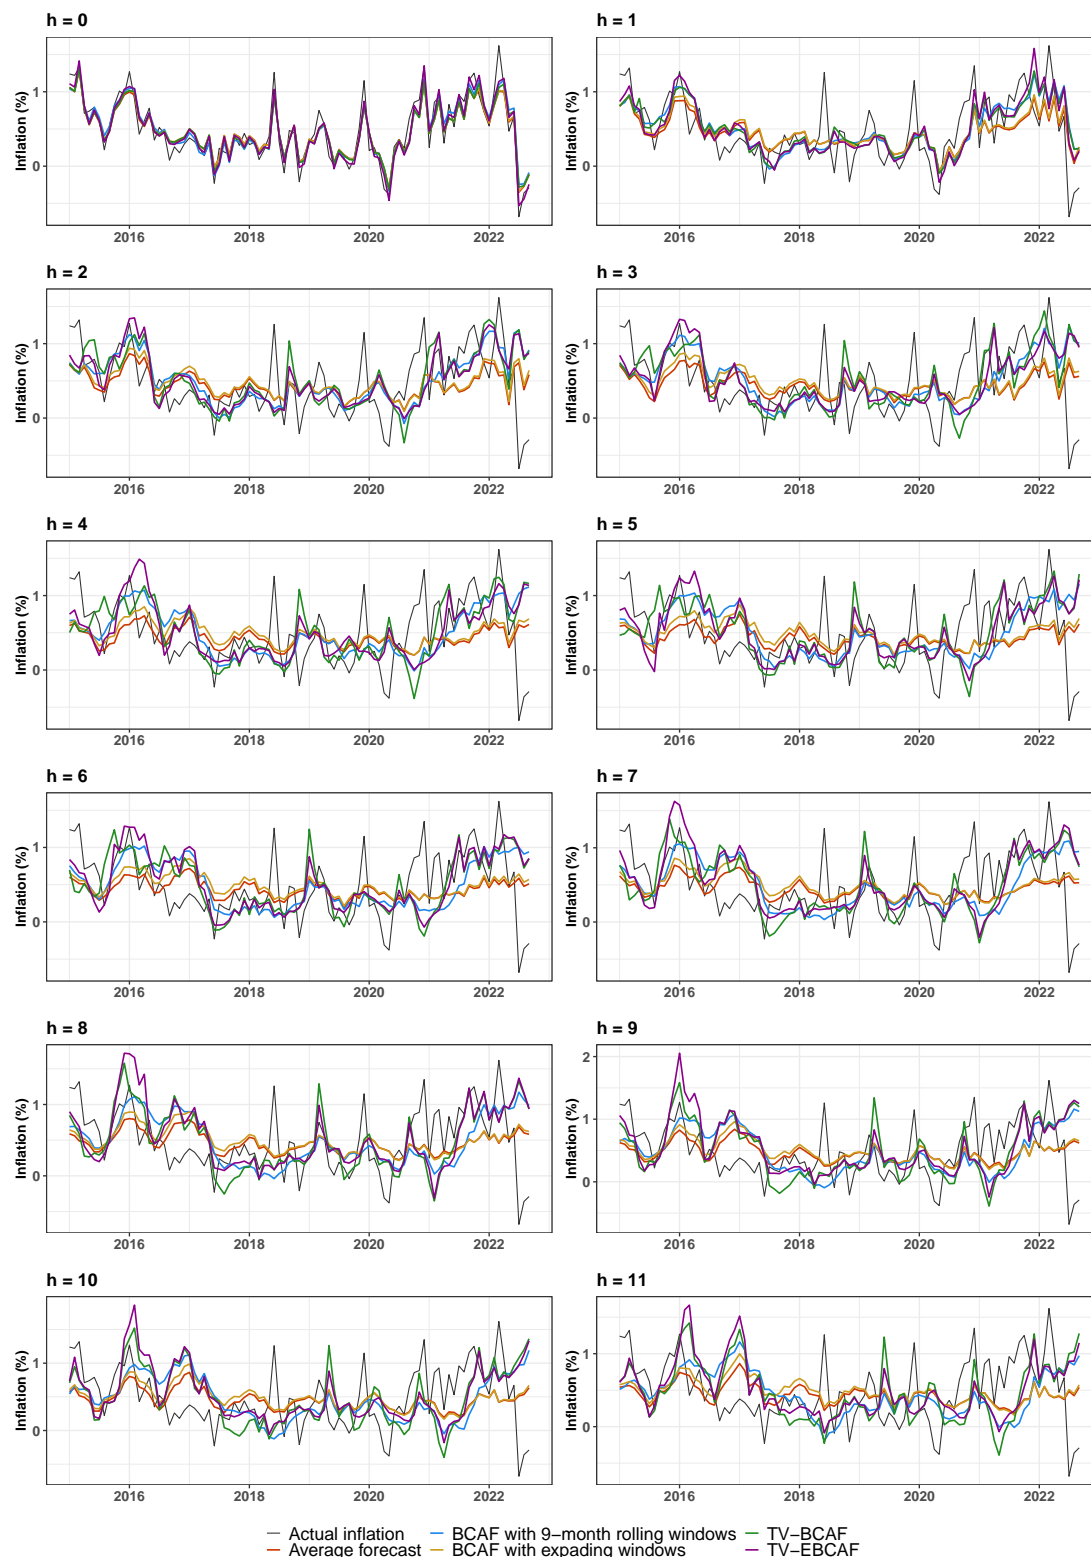 h = 0
h = 1
Inflation (%)
1
0
2016
2018
2020
2022
Inflation (%)
1
0
2016
2018
2020
2022
h = 2
h = 3
Inflation (%)
1
0
2016
2018
2020
2022
Inflation (%)
1
0
2016
2018
2020
2022
h = 4
h = 5
Inflation (%)
1
0
2016
2018
2020
2022
Inflation (%)
1
0
2016
2018
2020
2022
h = 6
h = 7
Inflation (%)
1
0
2016
2018
2020
2022
Inflation (%)
1
0
2016
2018
2020
2022
h = 8
h = 9
Inflation (%)
1
0
2016
2018
2020
2022
Inflation (%)
2
1
0
2016
2018
2020
2022
h = 10
h = 11
Inflation (%)
1
0
2016
2018
2020
2022
Inflation (%)
1
0
2016
2018
2020
2022
Actual inflation
BCAF with 9−month rolling windows
TV−BCAF
Average forecast
BCAF with expading windows
TV−EBCAF